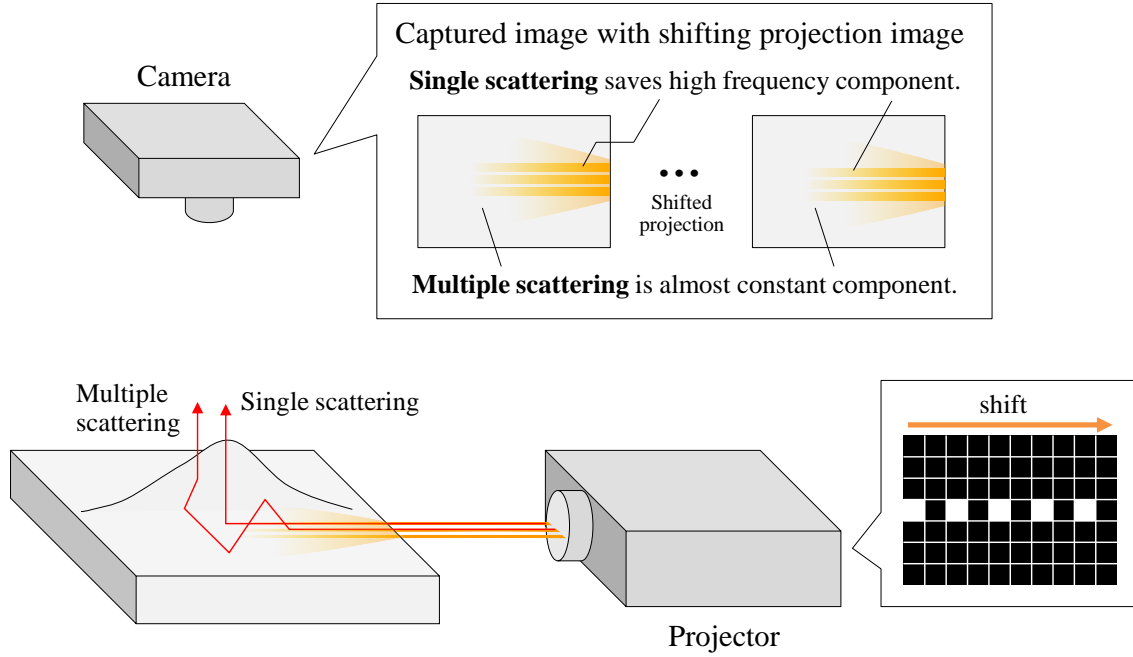 Captured image with shifting projection image
Camera
Single scattering saves high frequency component.
Shifted
projection
Multiple scattering is almost constant component.
Multiple
scattering
Single scattering
shift
Projector